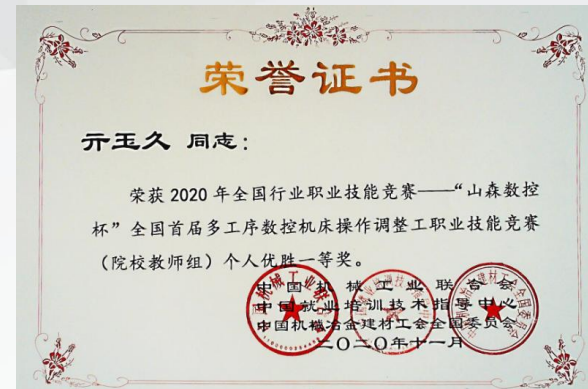 荣誉证书
亓玉久 同志：
荣获 2020 年全国行业职业技能竞赛——“山森数控
杯”全国首届多工序数控机床操作调整工职业技能竞赛
（院校教师组）个人优胜一等奖。
中国机械工业联合会
中国就业培训技术指导中心
中国机械冶金建材工会全国委员会
二〇二〇年十一月